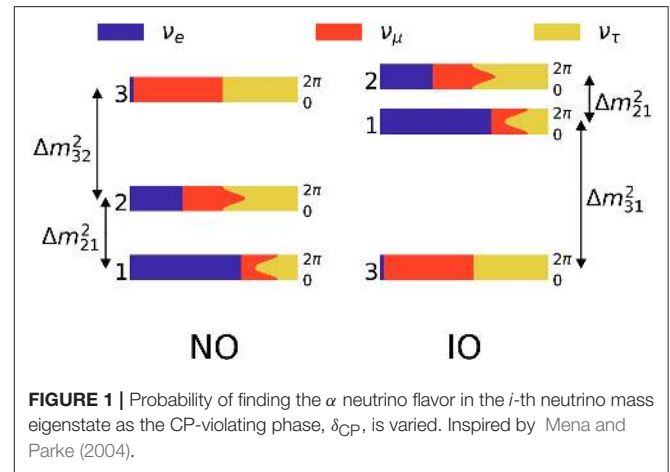 νe νμ ντ
3 2π 0
Δm²32
2 2π 0
Δm²21
1 2π 0
NO
2 2π 0
Δm²21
1 2π 0
Δm²31
3 2π 0
IO
FIGURE 1 | Probability of finding the α neutrino flavor in the i-th neutrino mass
eigenstate as the CP-violating phase, δCP, is varied. Inspired by Mena and
Parke (2004).